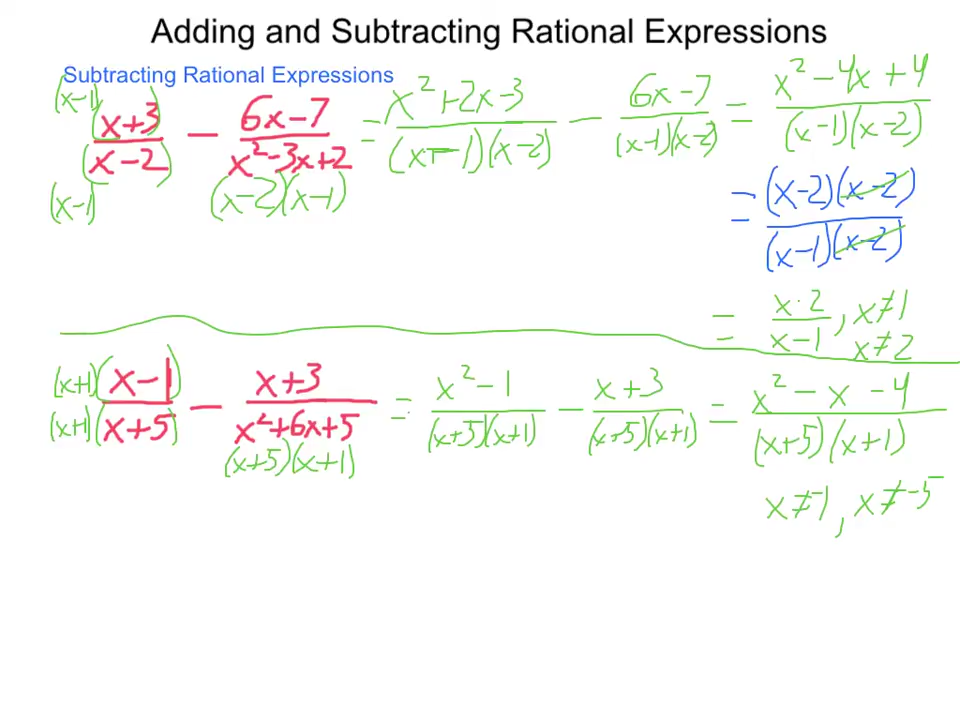 Adding and Subtracting Rational Expressions
Subtracting Rational Expressions
(x-1)(x+3)/(x-2)(x-1) - (6x-7)/(x²-3x+2) = (x²+2x-3)/((x-1)(x-2)) - (6x-7)/((x-1)(x-2)) = (x²-4x+4)/((x-1)(x-2))
(x-2)(x-1)
= (x-2)(x-2)/(x-1)(x-2)
= x·2/x-1, x≠1
x≠2
(x+1)(x-1)/(x+1)(x+5) - (x+3)/(x²+6x+5) = (x²-1)/((x+5)(x+1)) - (x+3)/((x+5)(x+1)) = (x²-x-4)/((x+5)(x+1))
(x+5)(x+1)
x≠-1, x≠-5